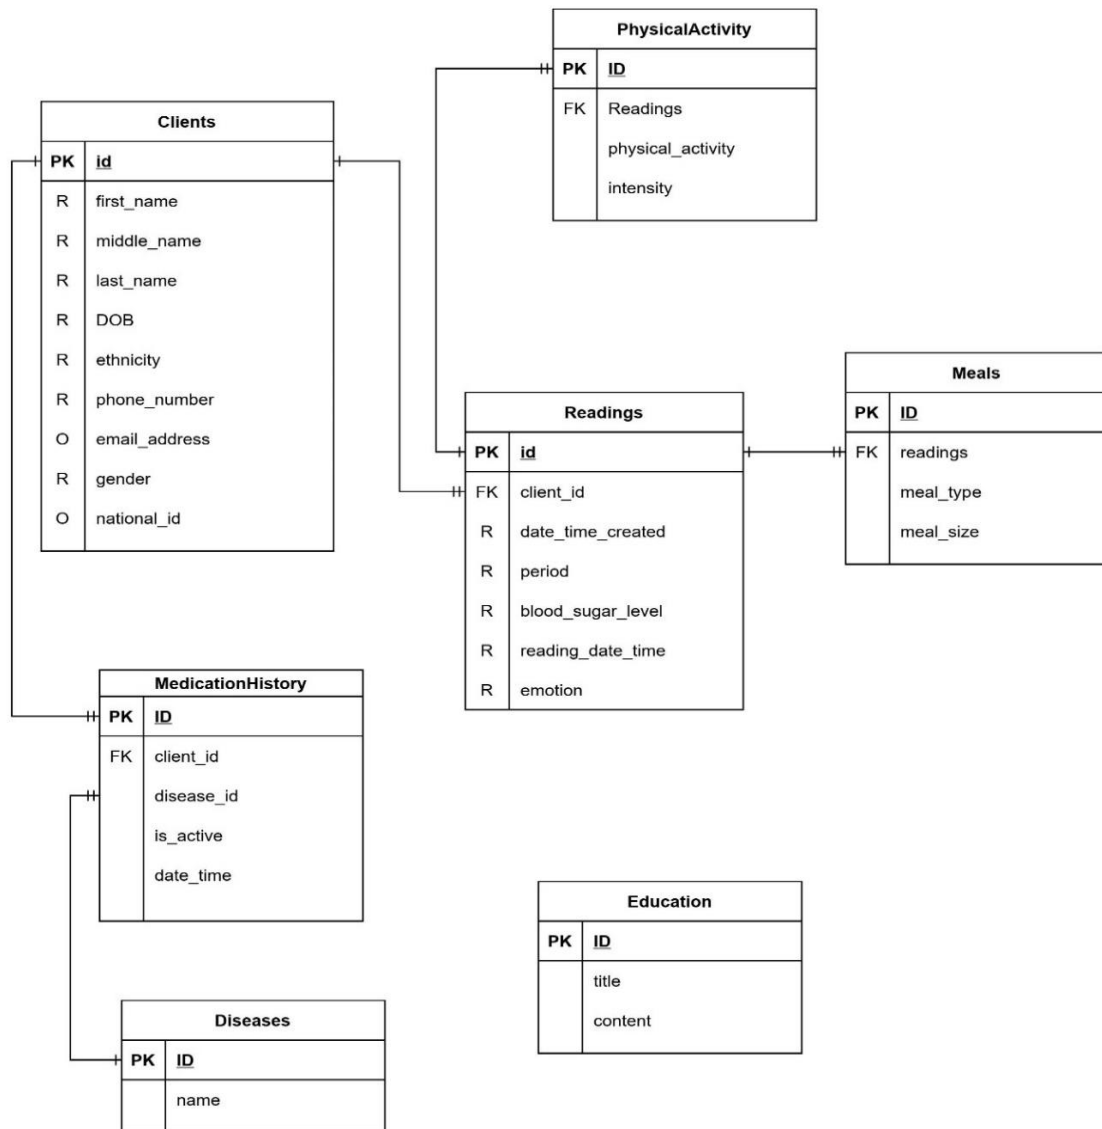 PhysicalActivity
PK ID
FK Readings
physical_activity
intensity
Clients
PK id
R first_name
R middle_name
R last_name
R DOB
R ethnicity
R phone_number
O email_address
R gender
O national_id
Meals
PK ID
FK readings
meal_type
meal_size
Readings
PK id
FK client_id
R date_time_created
R period
R blood_sugar_level
R reading_date_time
R emotion
MedicationHistory
PK ID
FK client_id
disease_id
is_active
date_time
Education
PK ID
title
content
Diseases
PK ID
name